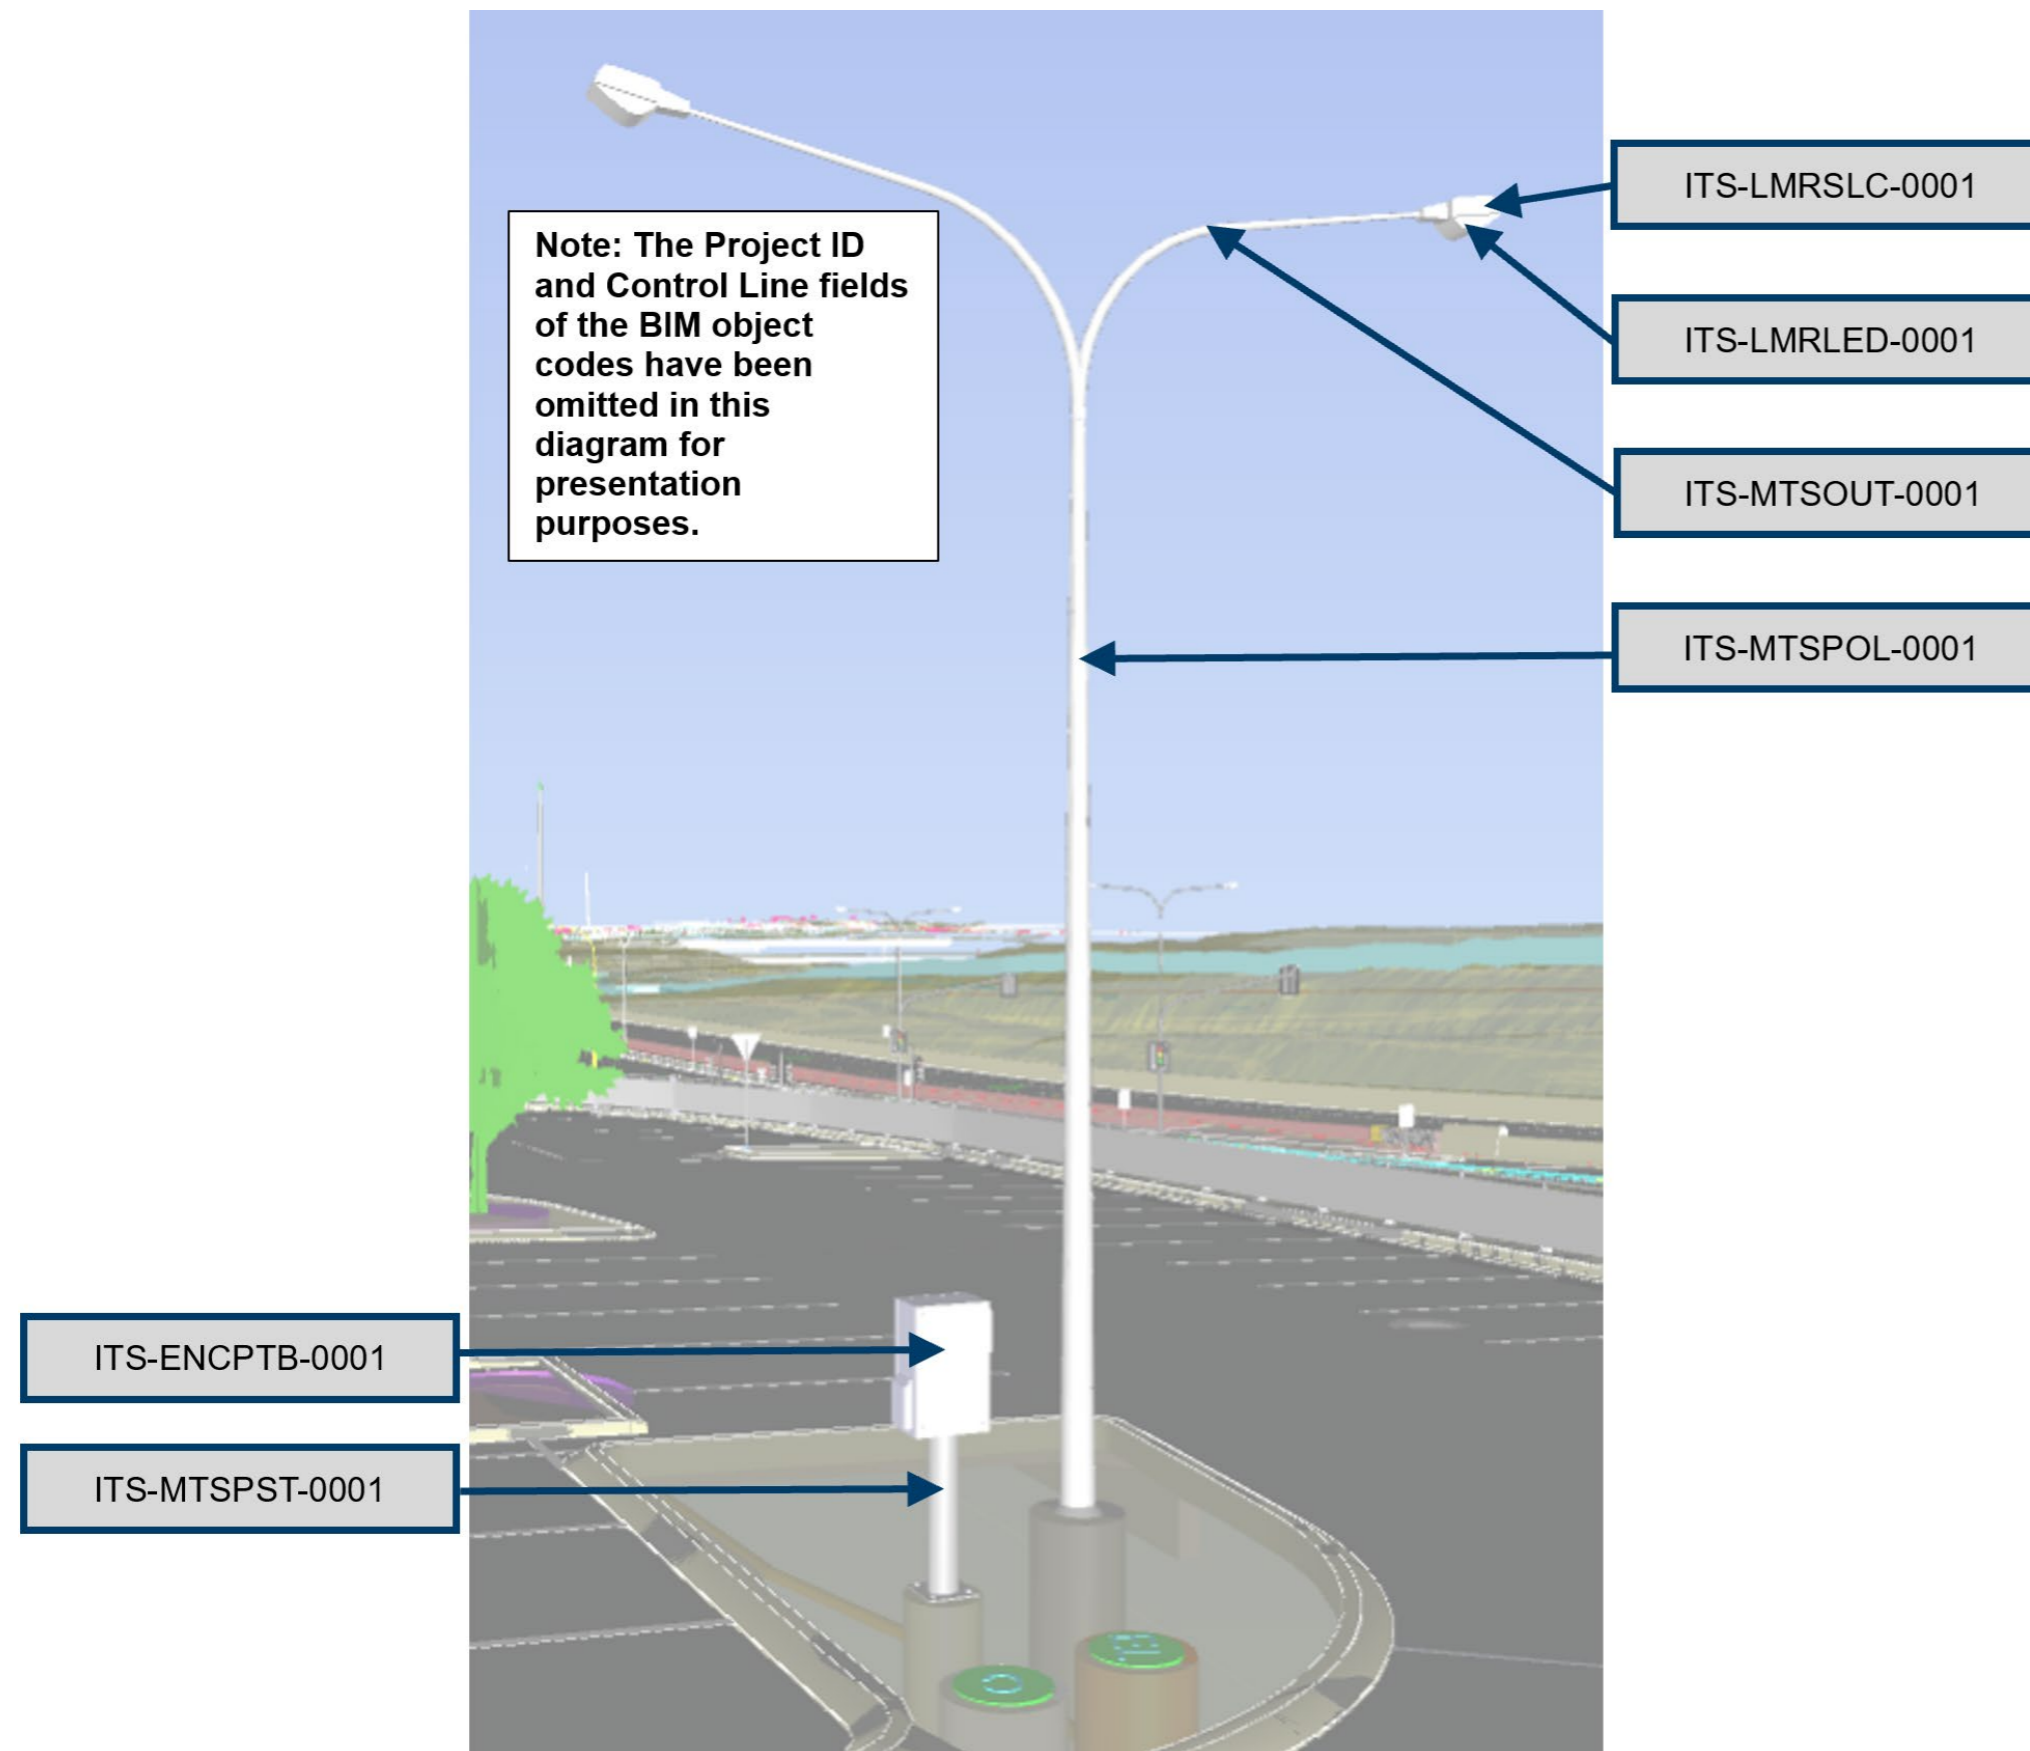 ITS-LMRSLC-0001
Note: The Project ID
and Control Line fields
of the BIM object
codes have been
omitted in this
diagram for
presentation
purposes.
ITS-LMRLED-0001
ITS-MTSOUT-0001
ITS-MTSPOL-0001
ITS-ENCPTB-0001
ITS-MTSPST-0001